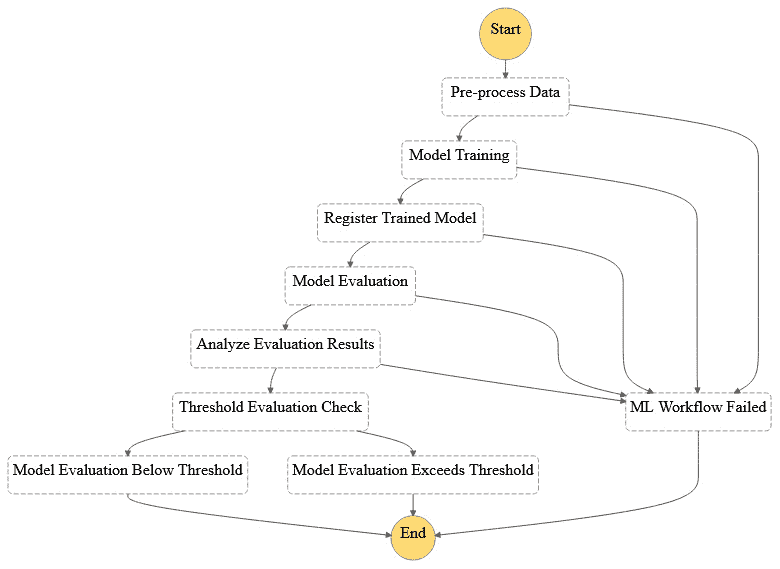 Start
Pre-process Data
Model Training
Register Trained Model
Model Evaluation
Analyze Evaluation Results
Threshold Evaluation Check
ML Workflow Failed
Model Evaluation Below Threshold
Model Evaluation Exceeds Threshold
End